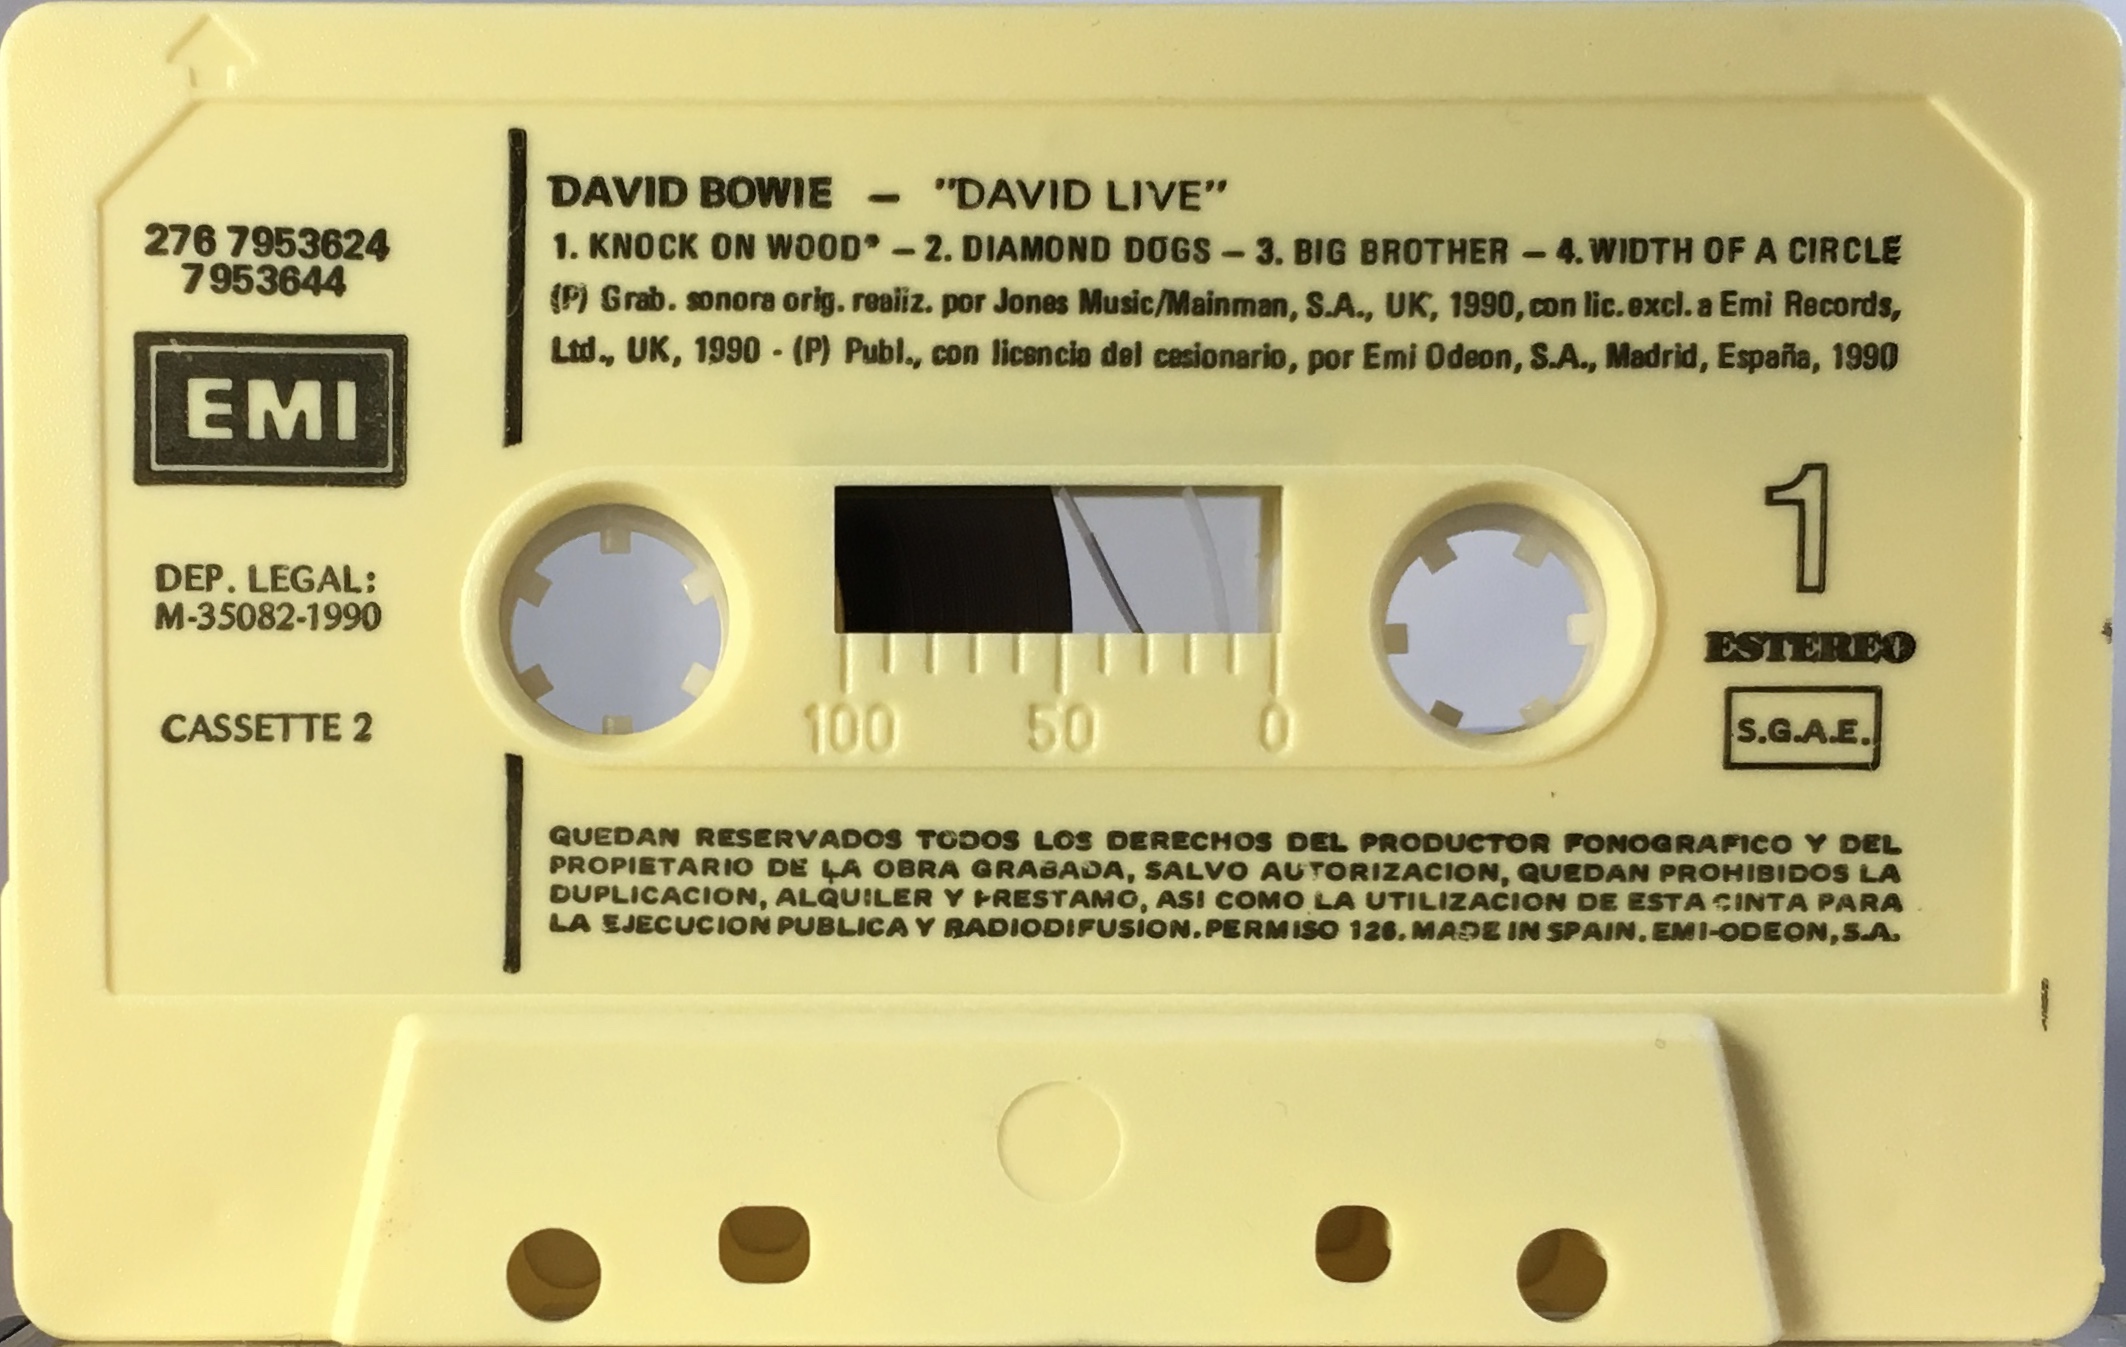 276 7953624
7953644
EMI
DEP. LEGAL:
M-35082-1990
CASSETTE 2
DAVID BOWIE – "DAVID LIVE"
1. KNOCK ON WOOD* – 2. DIAMOND DOGS – 3. BIG BROTHER – 4. WIDTH OF A CIRCLE
(P) Grab. sonora orig. realiz. por Jones Music/Mainman, S.A., UK, 1990, con lic. excl. a Emi Records,
Ltd., UK, 1990 - (P) Publ., con licencia del cesionario, por Emi Odeon, S.A., Madrid, España, 1990
100 50 0
1
ESTEREO
S.G.A.E.
QUEDAN RESERVADOS TODOS LOS DERECHOS DEL PRODUCTOR FONOGRAFICO Y DEL
PROPIETARIO DE LA OBRA GRABADA, SALVO AUTORIZACION, QUEDAN PROHIBIDOS LA
DUPLICACION, ALQUILER Y PRESTAMO, ASI COMO LA UTILIZACION DE ESTA CINTA PARA
LA EJECUCION PUBLICA Y RADIODIFUSION. PERMISO 126. MADE IN SPAIN. EMI-ODEON, S.A.